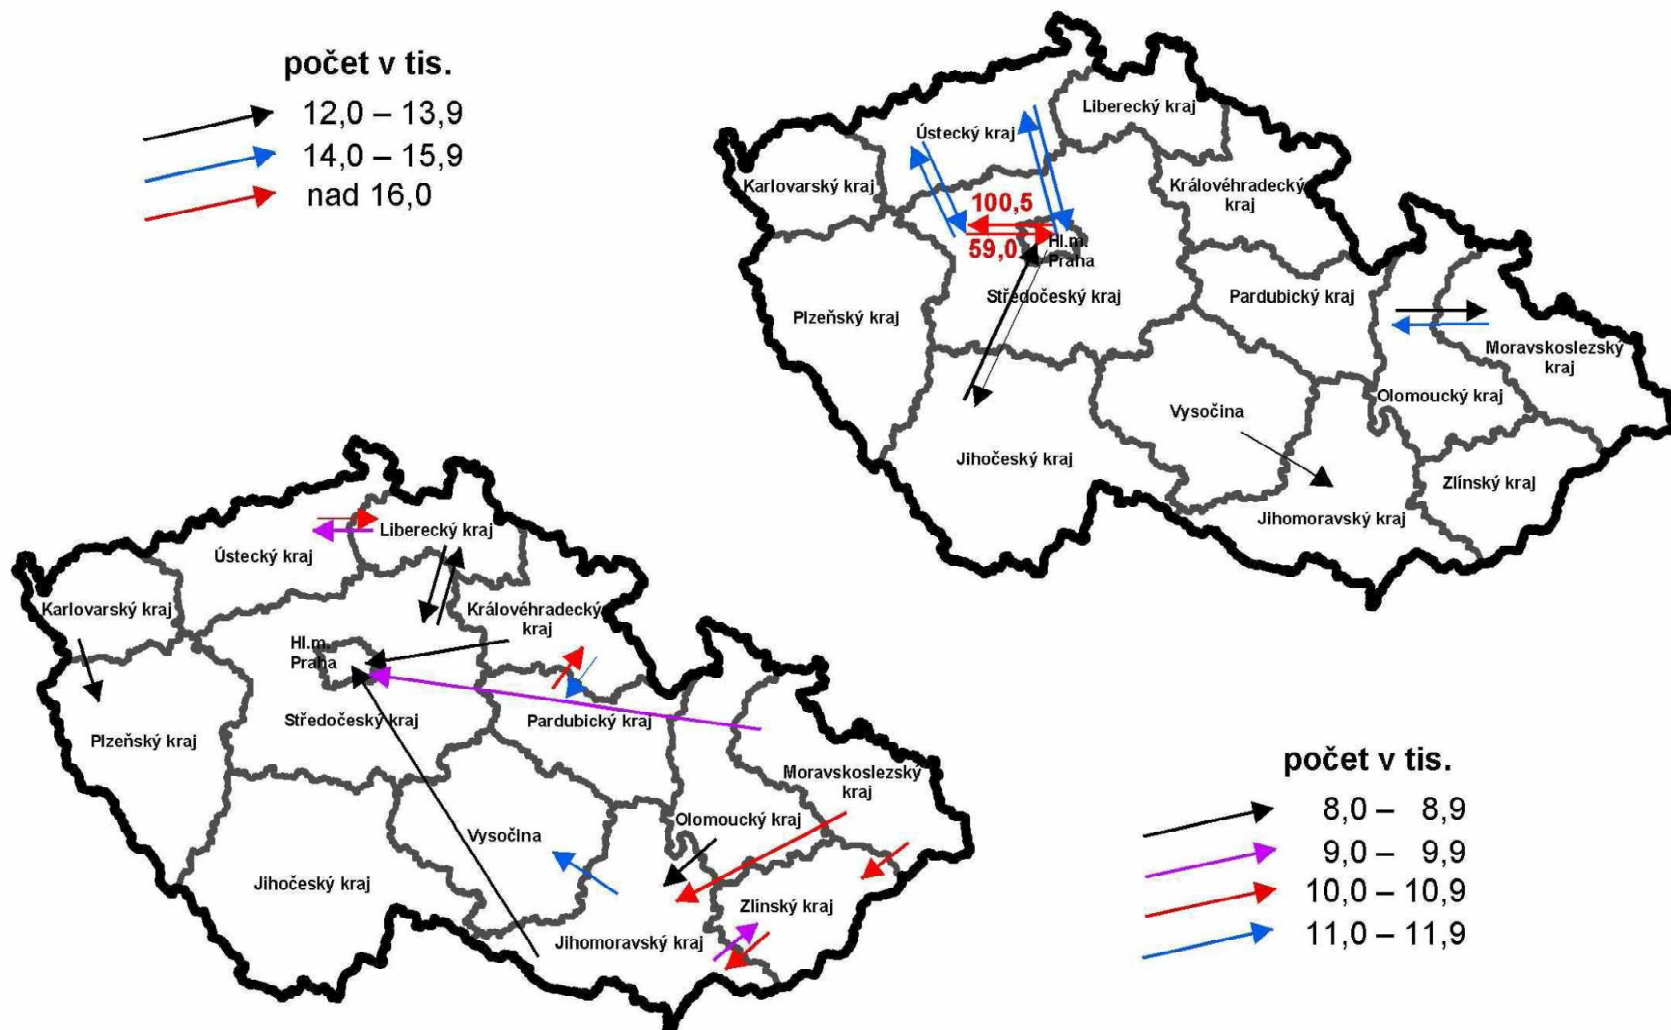 počet v tis.
12,0 – 13,9
14,0 – 15,9
nad 16,0
Liberecký kraj
Ústecký kraj
Karlovarský kraj
Královéhradecký
kraj
100,5
59,0
Hl.m.
Praha
Středočeský kraj
Pardubický kraj
Plzeňský kraj
Moravskoslezský
kraj
Olomoucký kraj
Vysočina
Jihočeský kraj
Zlínský kraj
Jihomoravský kraj
Liberecký kraj
Ústecký kraj
Karlovarský kraj
Královéhradecký
kraj
Hl.m.
Praha
Středočeský kraj
Pardubický kraj
Plzeňský kraj
Moravskoslezský
kraj
Olomoucký kraj
Vysočina
Jihočeský kraj
Zlínský kraj
Jihomoravský kraj
počet v tis.
8,0 – 8,9
9,0 – 9,9
10,0 – 10,9
11,0 – 11,9